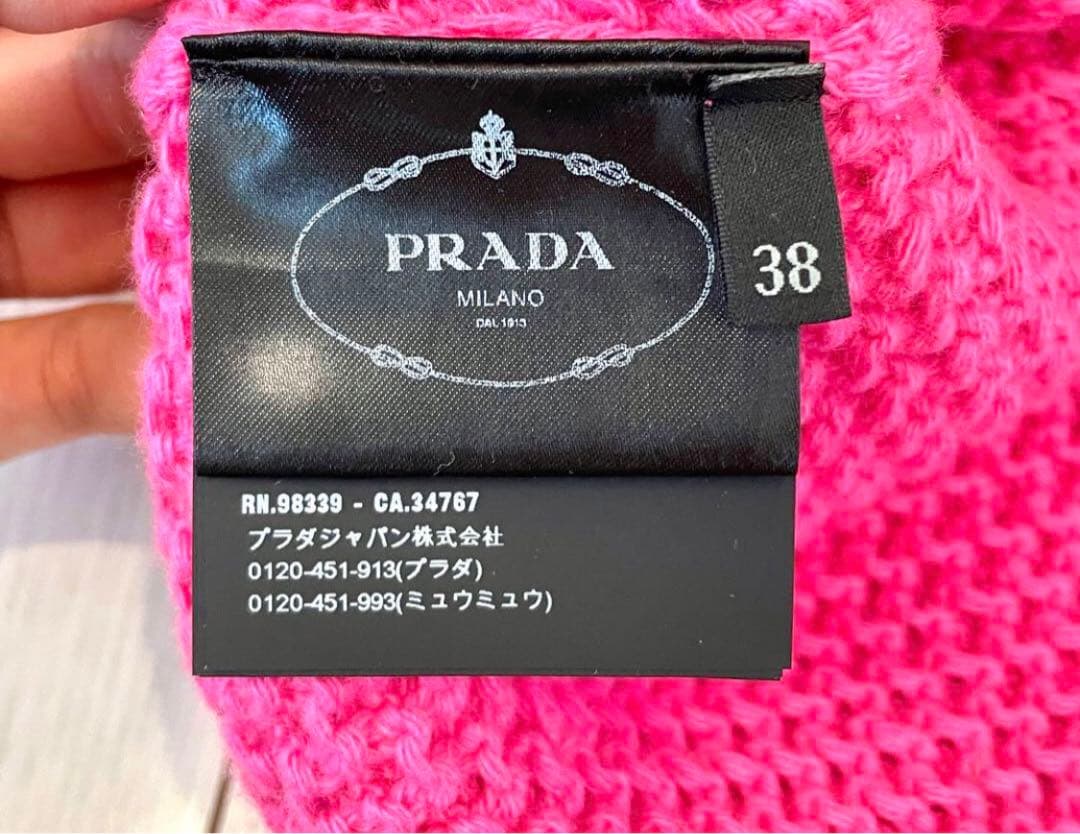 PRADA
MILANO
DAL 1913
38
RN.98339 - CA.34767
プラダジャパン株式会社
0120-451-913(プラダ)
0120-451-993(ミュウミュウ)